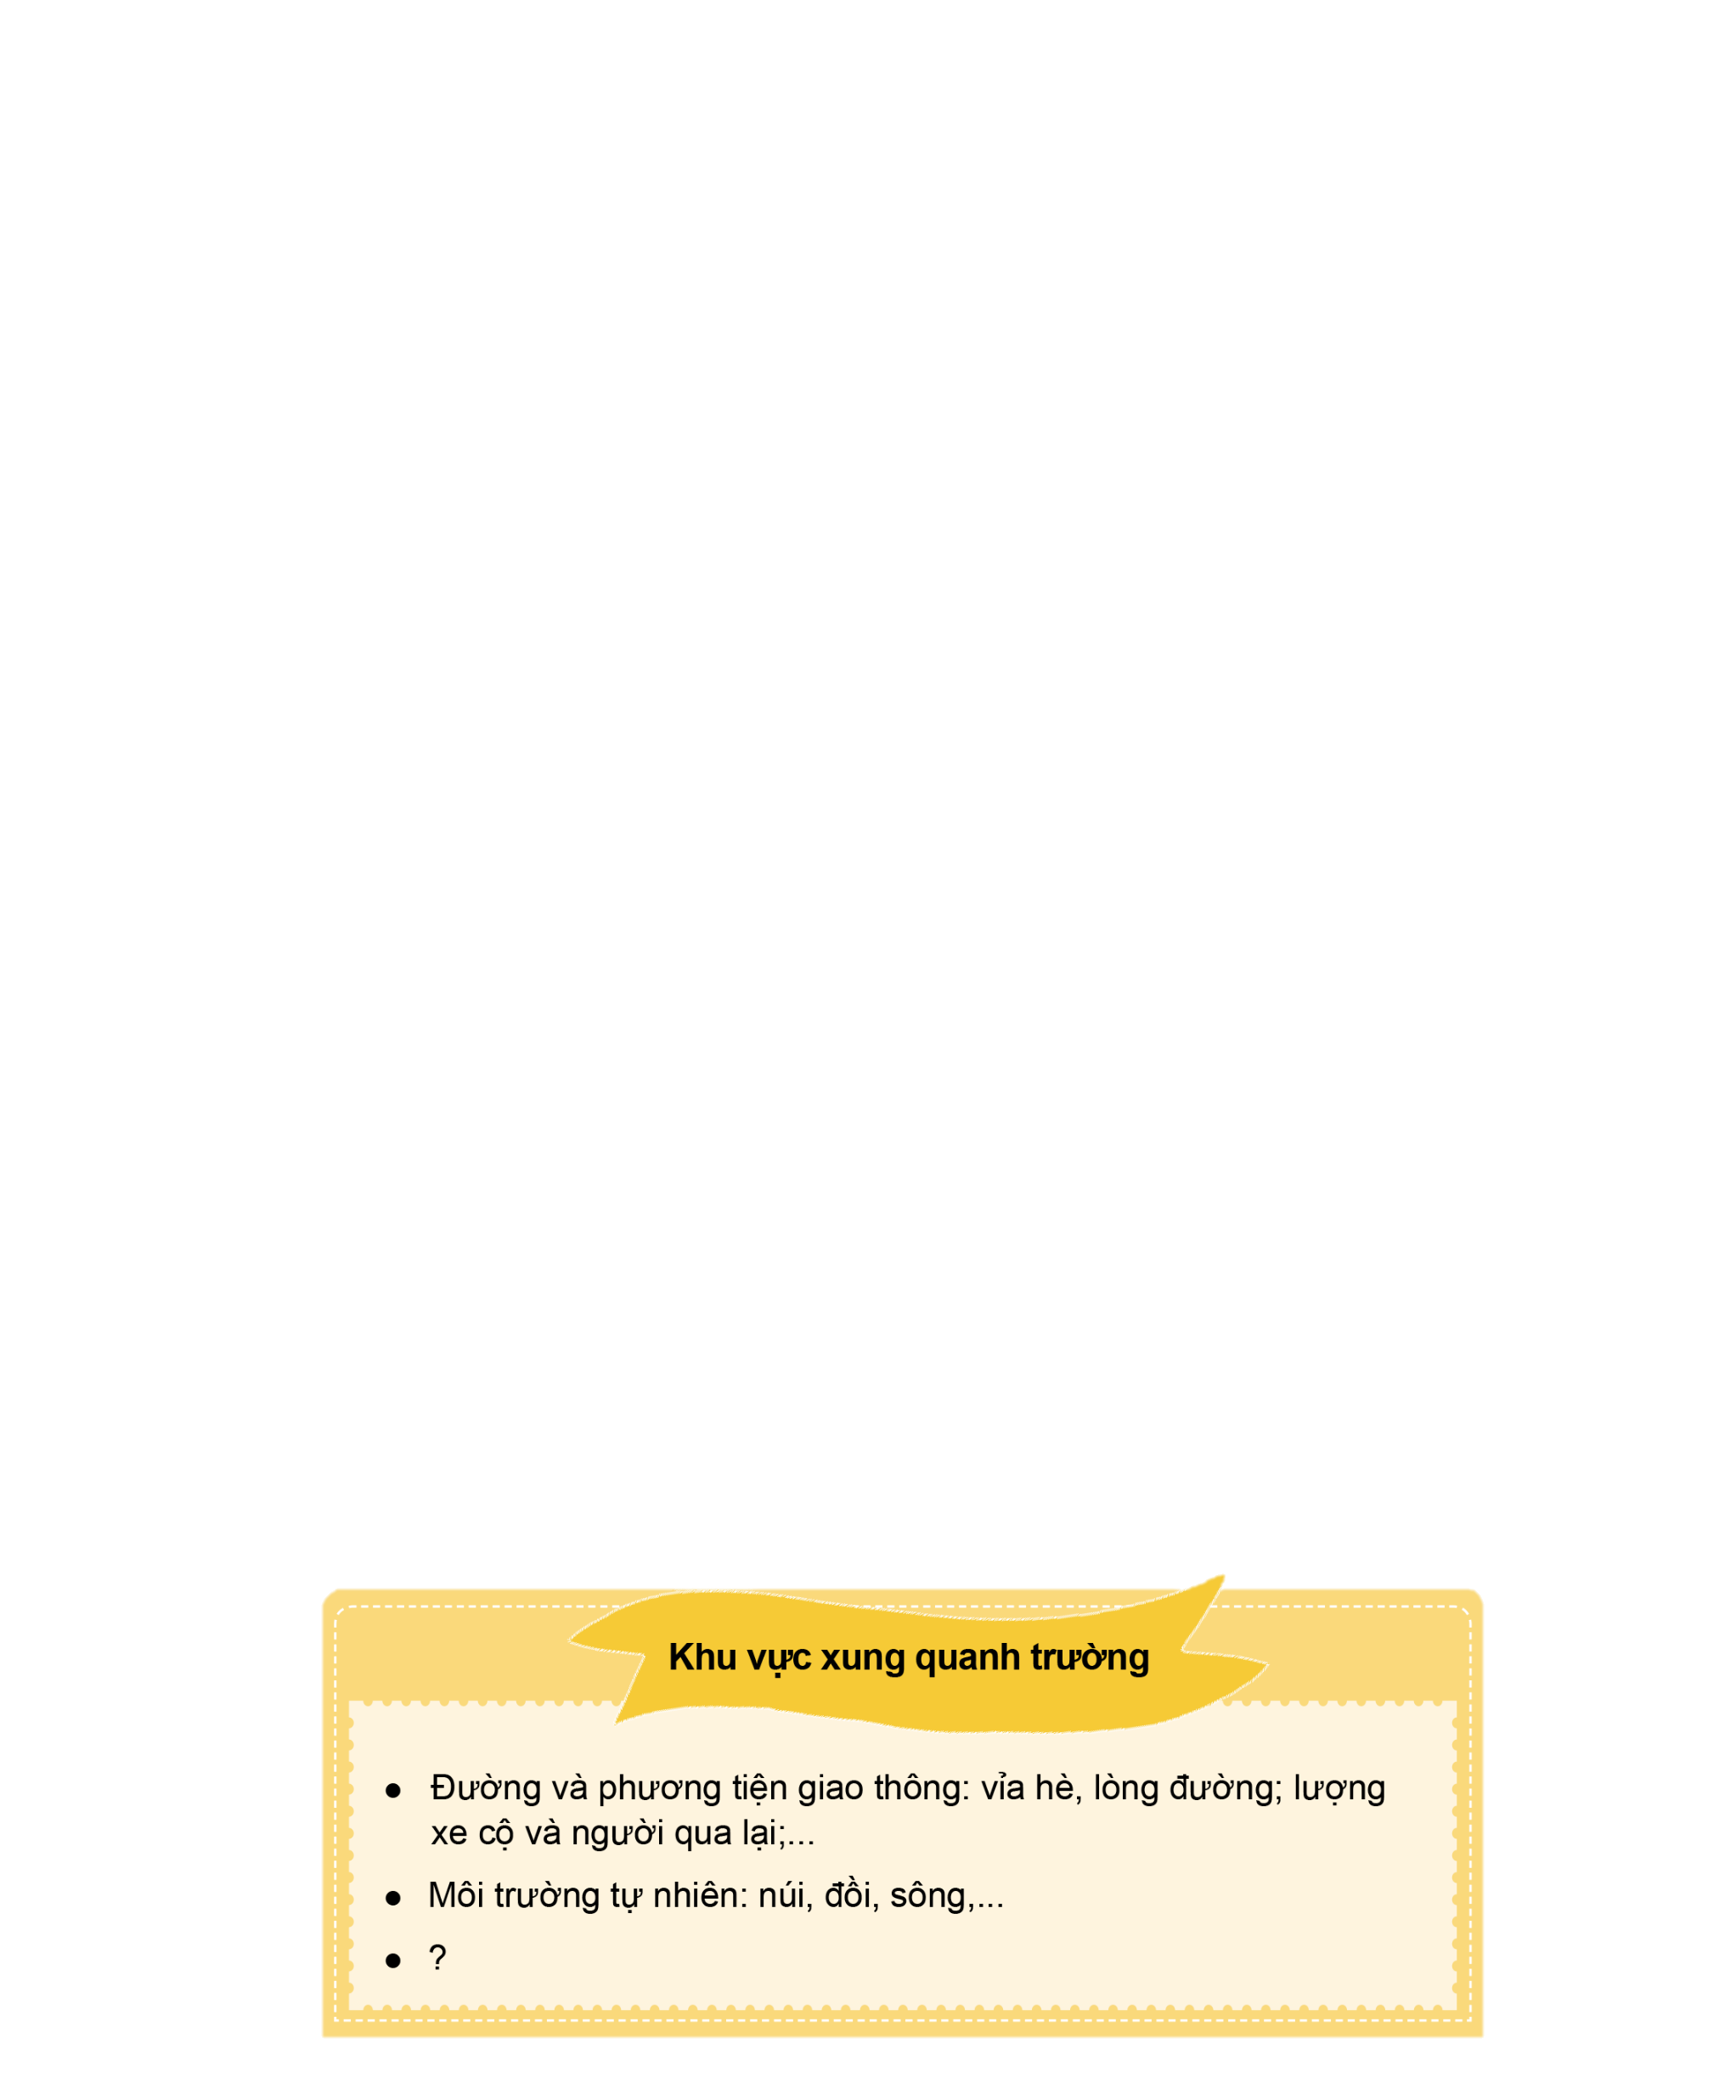 Khu vực xung quanh trường
● Đường và phương tiện giao thông: vỉa hè, lòng đường; lượng
xe cộ và người qua lại;...
● Môi trường tự nhiên: núi, đồi, sông,...
● ?